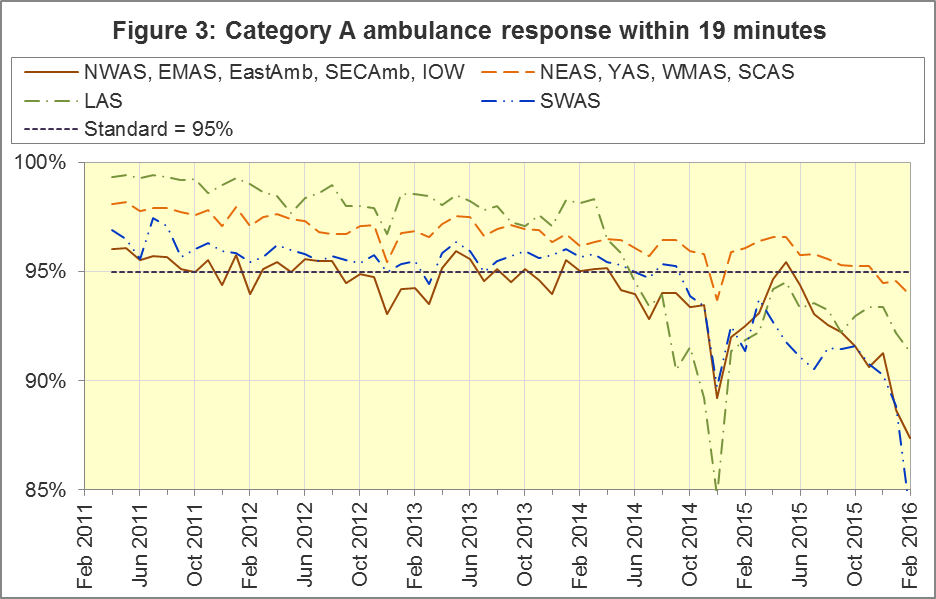 Figure 3: Category A ambulance response within 19 minutes
NWAS, EMAS, EastAmb, SECAmb, IOW
NEAS, YAS, WMAS, SCAS
LAS
SWAS
Standard = 95%
100%
95%
90%
85%
Feb 2011
Jun 2011
Oct 2011
Feb 2012
Jun 2012
Oct 2012
Feb 2013
Jun 2013
Oct 2013
Feb 2014
Jun 2014
Oct 2014
Feb 2015
Jun 2015
Oct 2015
Feb 2016